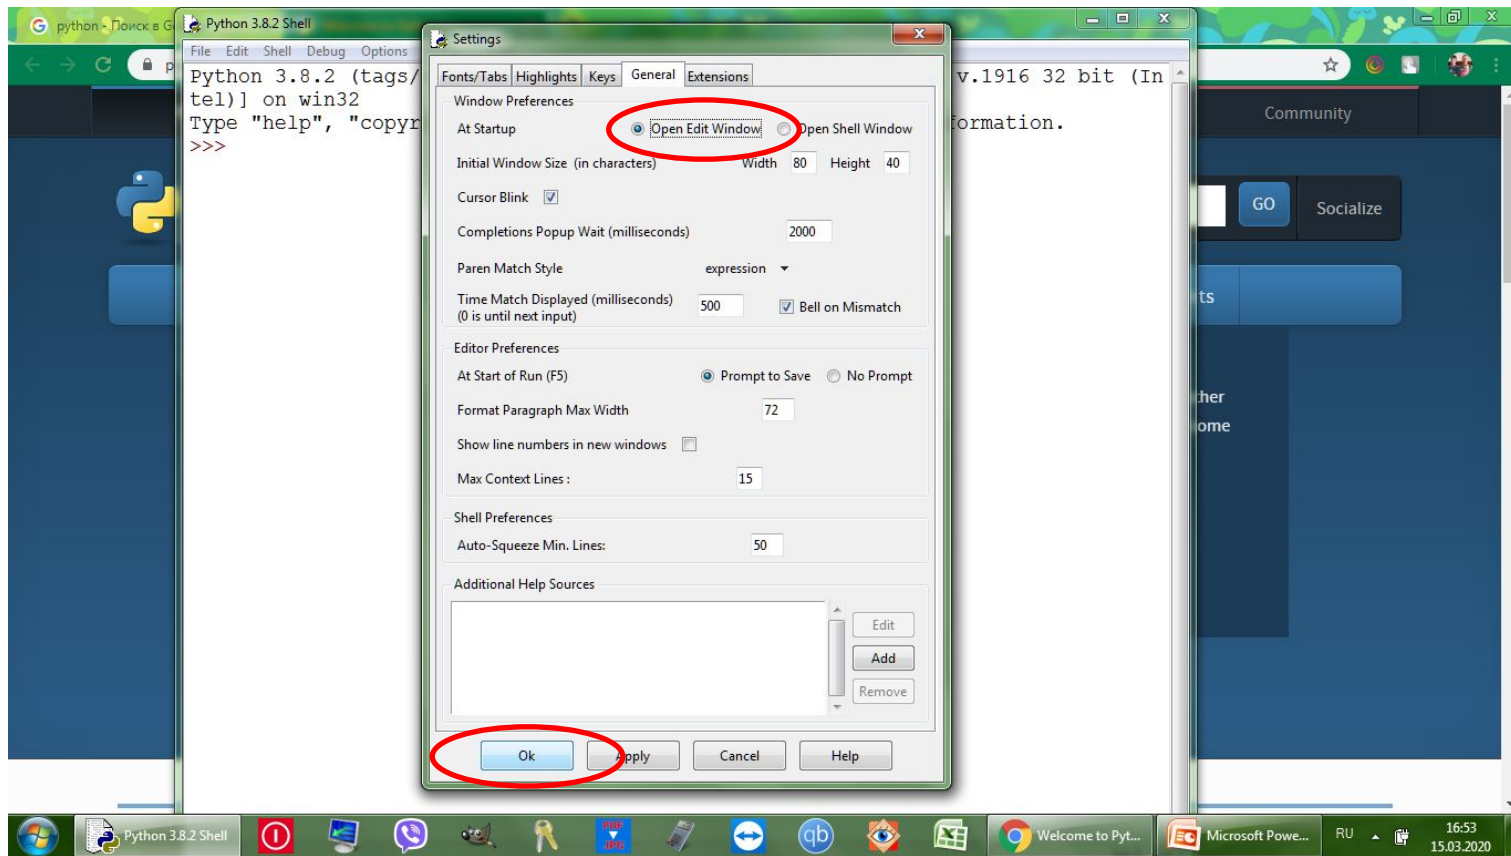 python - Поиск в G
Python 3.8.2 Shell
File Edit Shell Debug Options
Python 3.8.2 (tags/
v.1916 32 bit (In
tel)] on win32
Type "help", "copyr
formation.
>>>
Settings
Fonts/Tabs Highlights Keys General Extensions
Window Preferences
At Startup Open Edit Window Open Shell Window
Initial Window Size (in characters) Width 80 Height 40
Cursor Blink
Completions Popup Wait (milliseconds) 2000
Paren Match Style expression
Time Match Displayed (milliseconds)
(0 is until next input) 500 Bell on Mismatch
Editor Preferences
At Start of Run (F5) Prompt to Save No Prompt
Format Paragraph Max Width 72
Show line numbers in new windows
Max Context Lines : 15
Shell Preferences
Auto-Squeeze Min. Lines: 50
Additional Help Sources
Edit
Add
Remove
Ok Apply Cancel Help
Community
GO Socialize
ts
ther
ome
Python 3.8.2 Shell
PDF
JPG
qb
Welcome to Pyt...
Microsoft Powe...
RU
16:53
15.03.2020